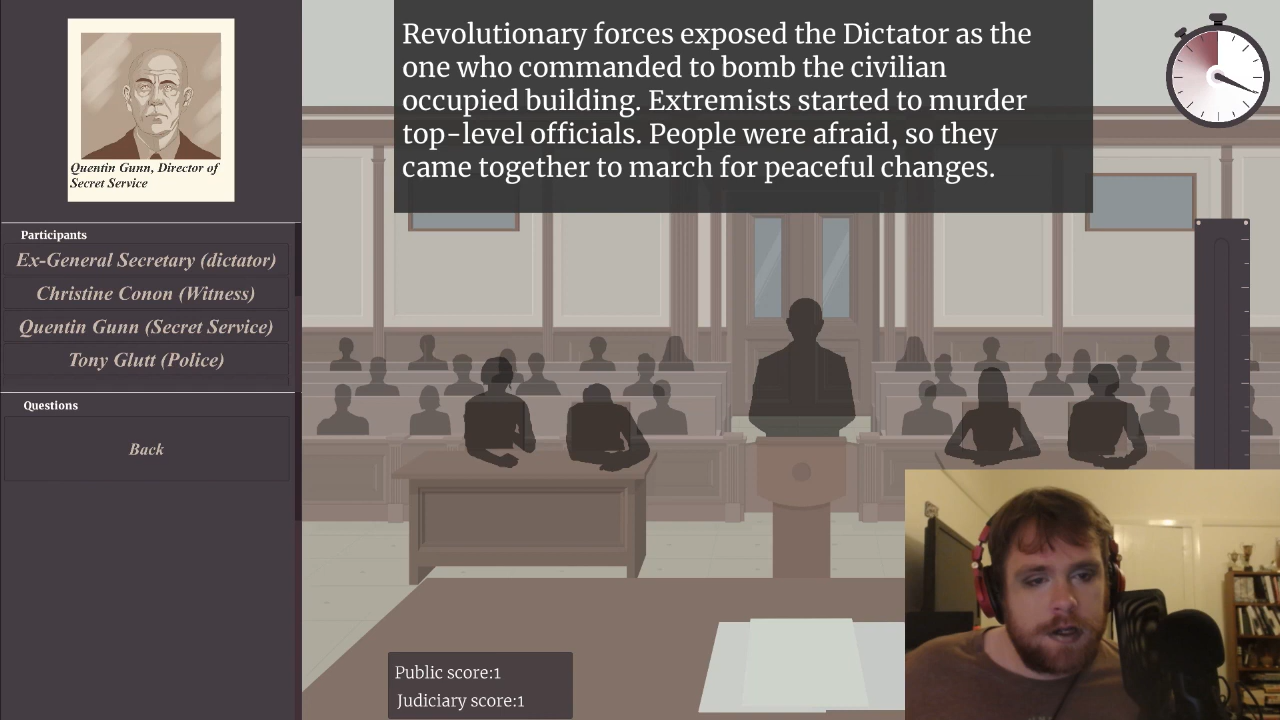 Revolutionary forces exposed the Dictator as the
one who commanded to bomb the civilian
occupied building. Extremists started to murder
top-level officials. People were afraid, so they
came together to march for peaceful changes.
Quentin Gunn, Director of
Secret Service
Participants
Ex-General Secretary (dictator)
Christine Conon (Witness)
Quentin Gunn (Secret Service)
Tony Glutt (Police)
Questions
Back
Public score:1
Judiciary score:1